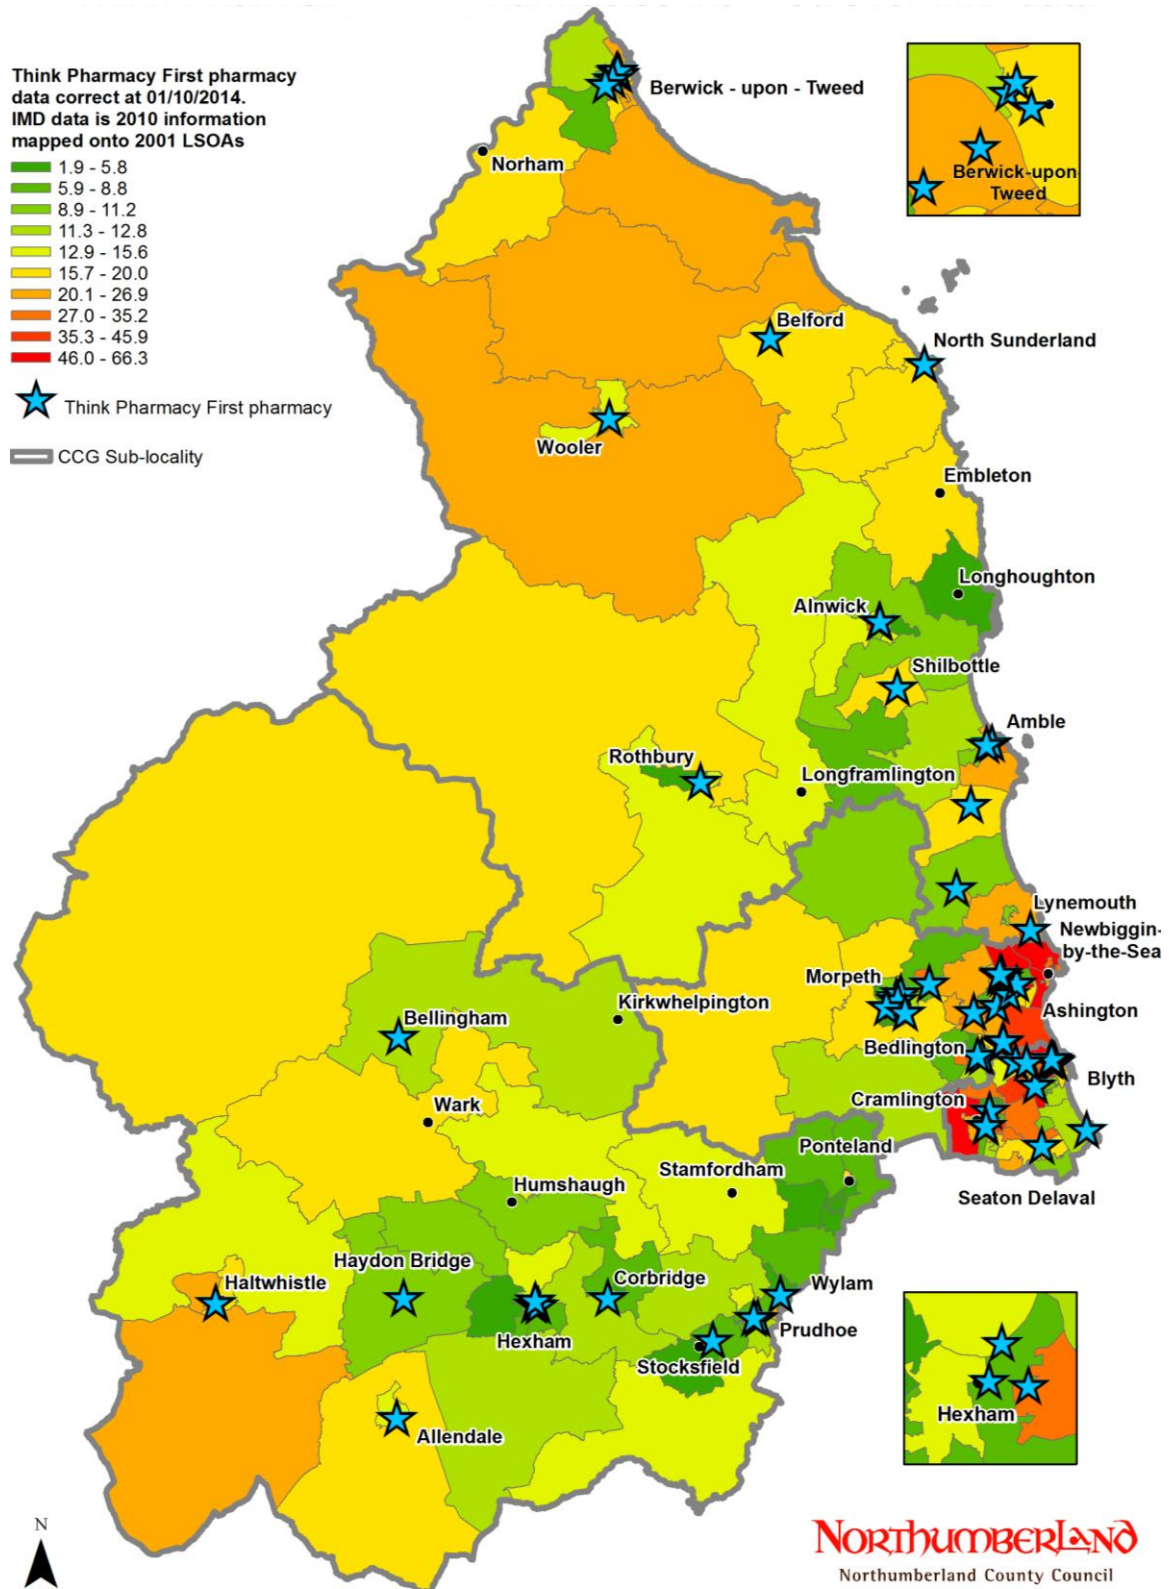 Think Pharmacy First pharmacy
data correct at 01/10/2014.
IMD data is 2010 information
mapped onto 2001 LSOAs
1.9 - 5.8
5.9 - 8.8
8.9 - 11.2
11.3 - 12.8
12.9 - 15.6
15.7 - 20.0
20.1 - 26.9
27.0 - 35.2
35.3 - 45.9
46.0 - 66.3
Think Pharmacy First pharmacy
CCG Sub-locality
Berwick - upon - Tweed
Berwick-upon-
Tweed
Norham
Belford
North Sunderland
Wooler
Embleton
Longhoughton
Alnwick
Shilbottle
Amble
Rothbury
Longframlington
Lynemouth
Newbiggin-
by-the-Sea
Morpeth
Kirkwhelpington
Ashington
Bellingham
Bedlington
Blyth
Cramlington
Wark
Ponteland
Stamfordham
Humshaugh
Seaton Delaval
Haydon Bridge
Haltwhistle
Corbridge
Wylam
Hexham
Prudhoe
Stocksfield
Hexham
Allendale
N
NORTHUMBERLAND
Northumberland County Council